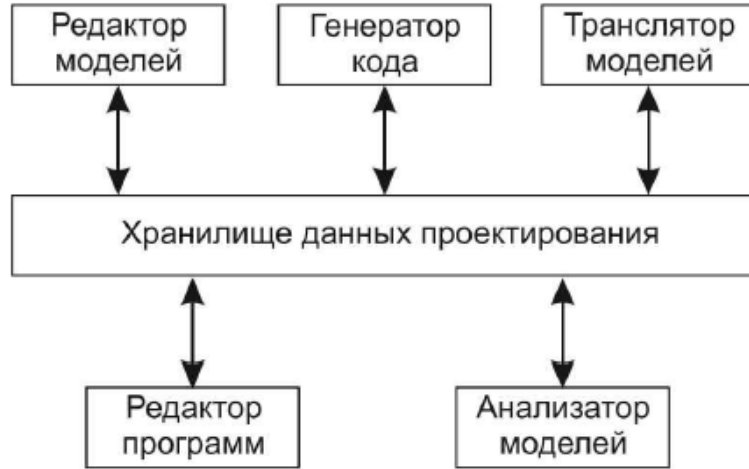 Редактор
моделей
Генератор
кода
Транслятор
моделей
Хранилище данных проектирования
Редактор
программ
Анализатор
моделей